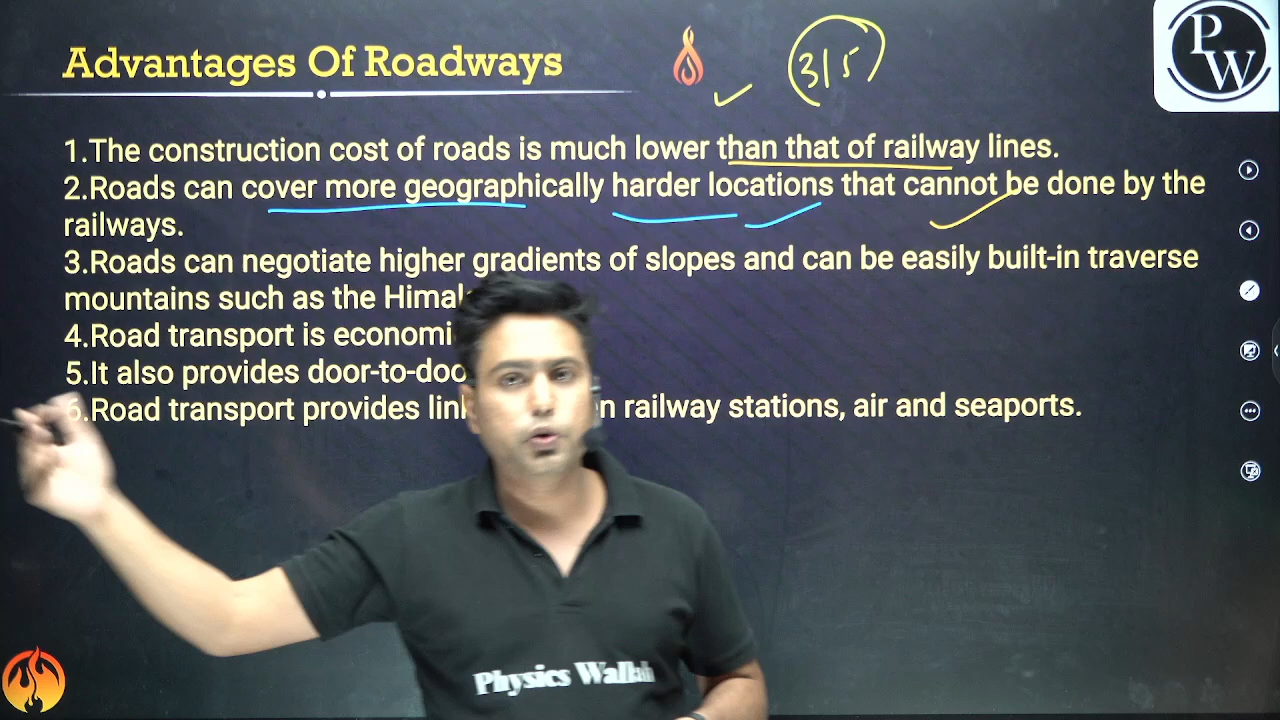 Advantages Of Roadways
3/5
PW
1.The construction cost of roads is much lower than that of railway lines.
2.Roads can cover more geographically harder locations that cannot be done by the
railways.
3.Roads can negotiate higher gradients of slopes and can be easily built-in traverse
mountains such as the
4.Road transport is
5.It also provides
6.Road transport provides railway stations, air and seaports.
Physics Wallah